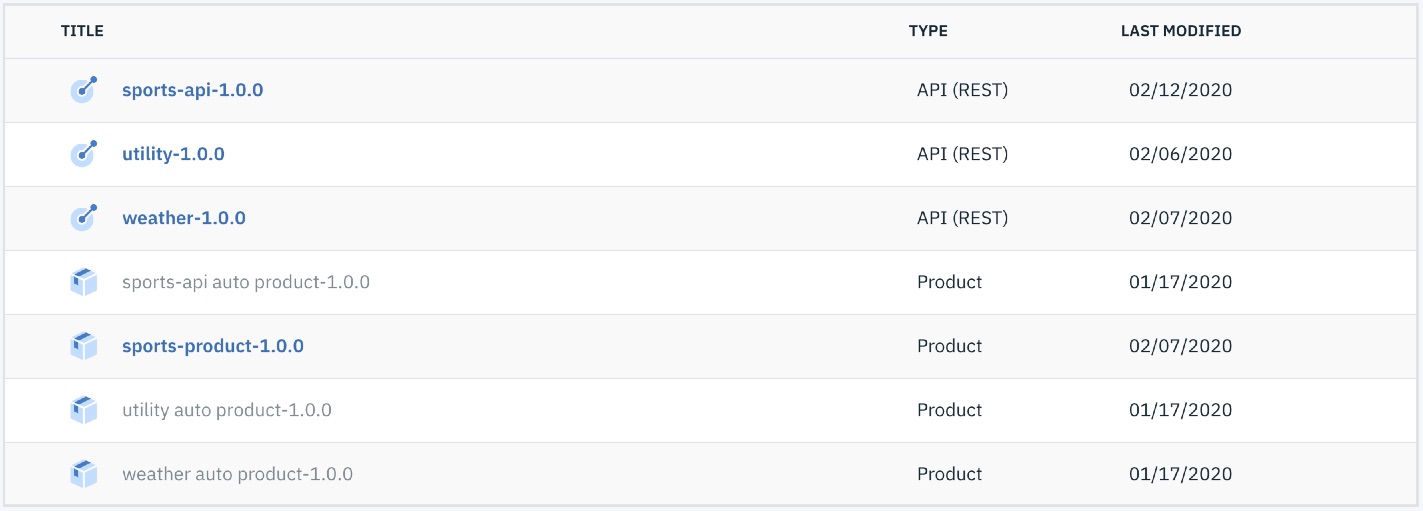 TITLE TYPE LAST MODIFIED
sports-api-1.0.0 API (REST) 02/12/2020
utility-1.0.0 API (REST) 02/06/2020
weather-1.0.0 API (REST) 02/07/2020
sports-api auto product-1.0.0 Product 01/17/2020
sports-product-1.0.0 Product 02/07/2020
utility auto product-1.0.0 Product 01/17/2020
weather auto product-1.0.0 Product 01/17/2020